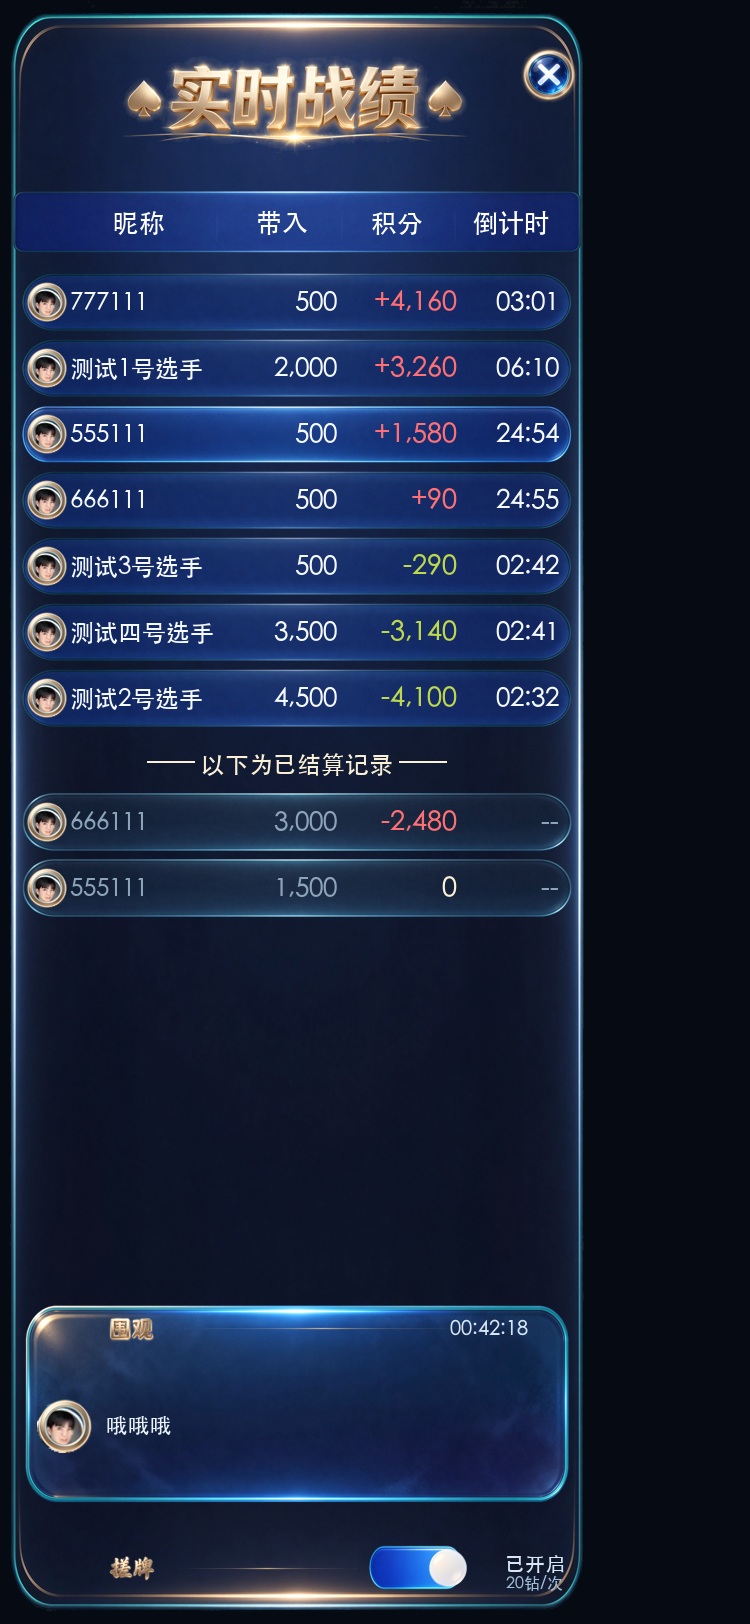 实时战绩
昵称 带入 积分 倒计时
777111 500 +4,160 03:01
测试1号选手 2,000 +3,260 06:10
555111 500 +1,580 24:54
666111 500 +90 24:55
测试3号选手 500 -290 02:42
测试四号选手 3,500 -3,140 02:41
测试2号选手 4,500 -4,100 02:32
以下为已结算记录
666111 3,000 -2,480 --
555111 1,500 0 --
围观 00:42:18
哦哦哦
搓牌 已开启
20钻/次